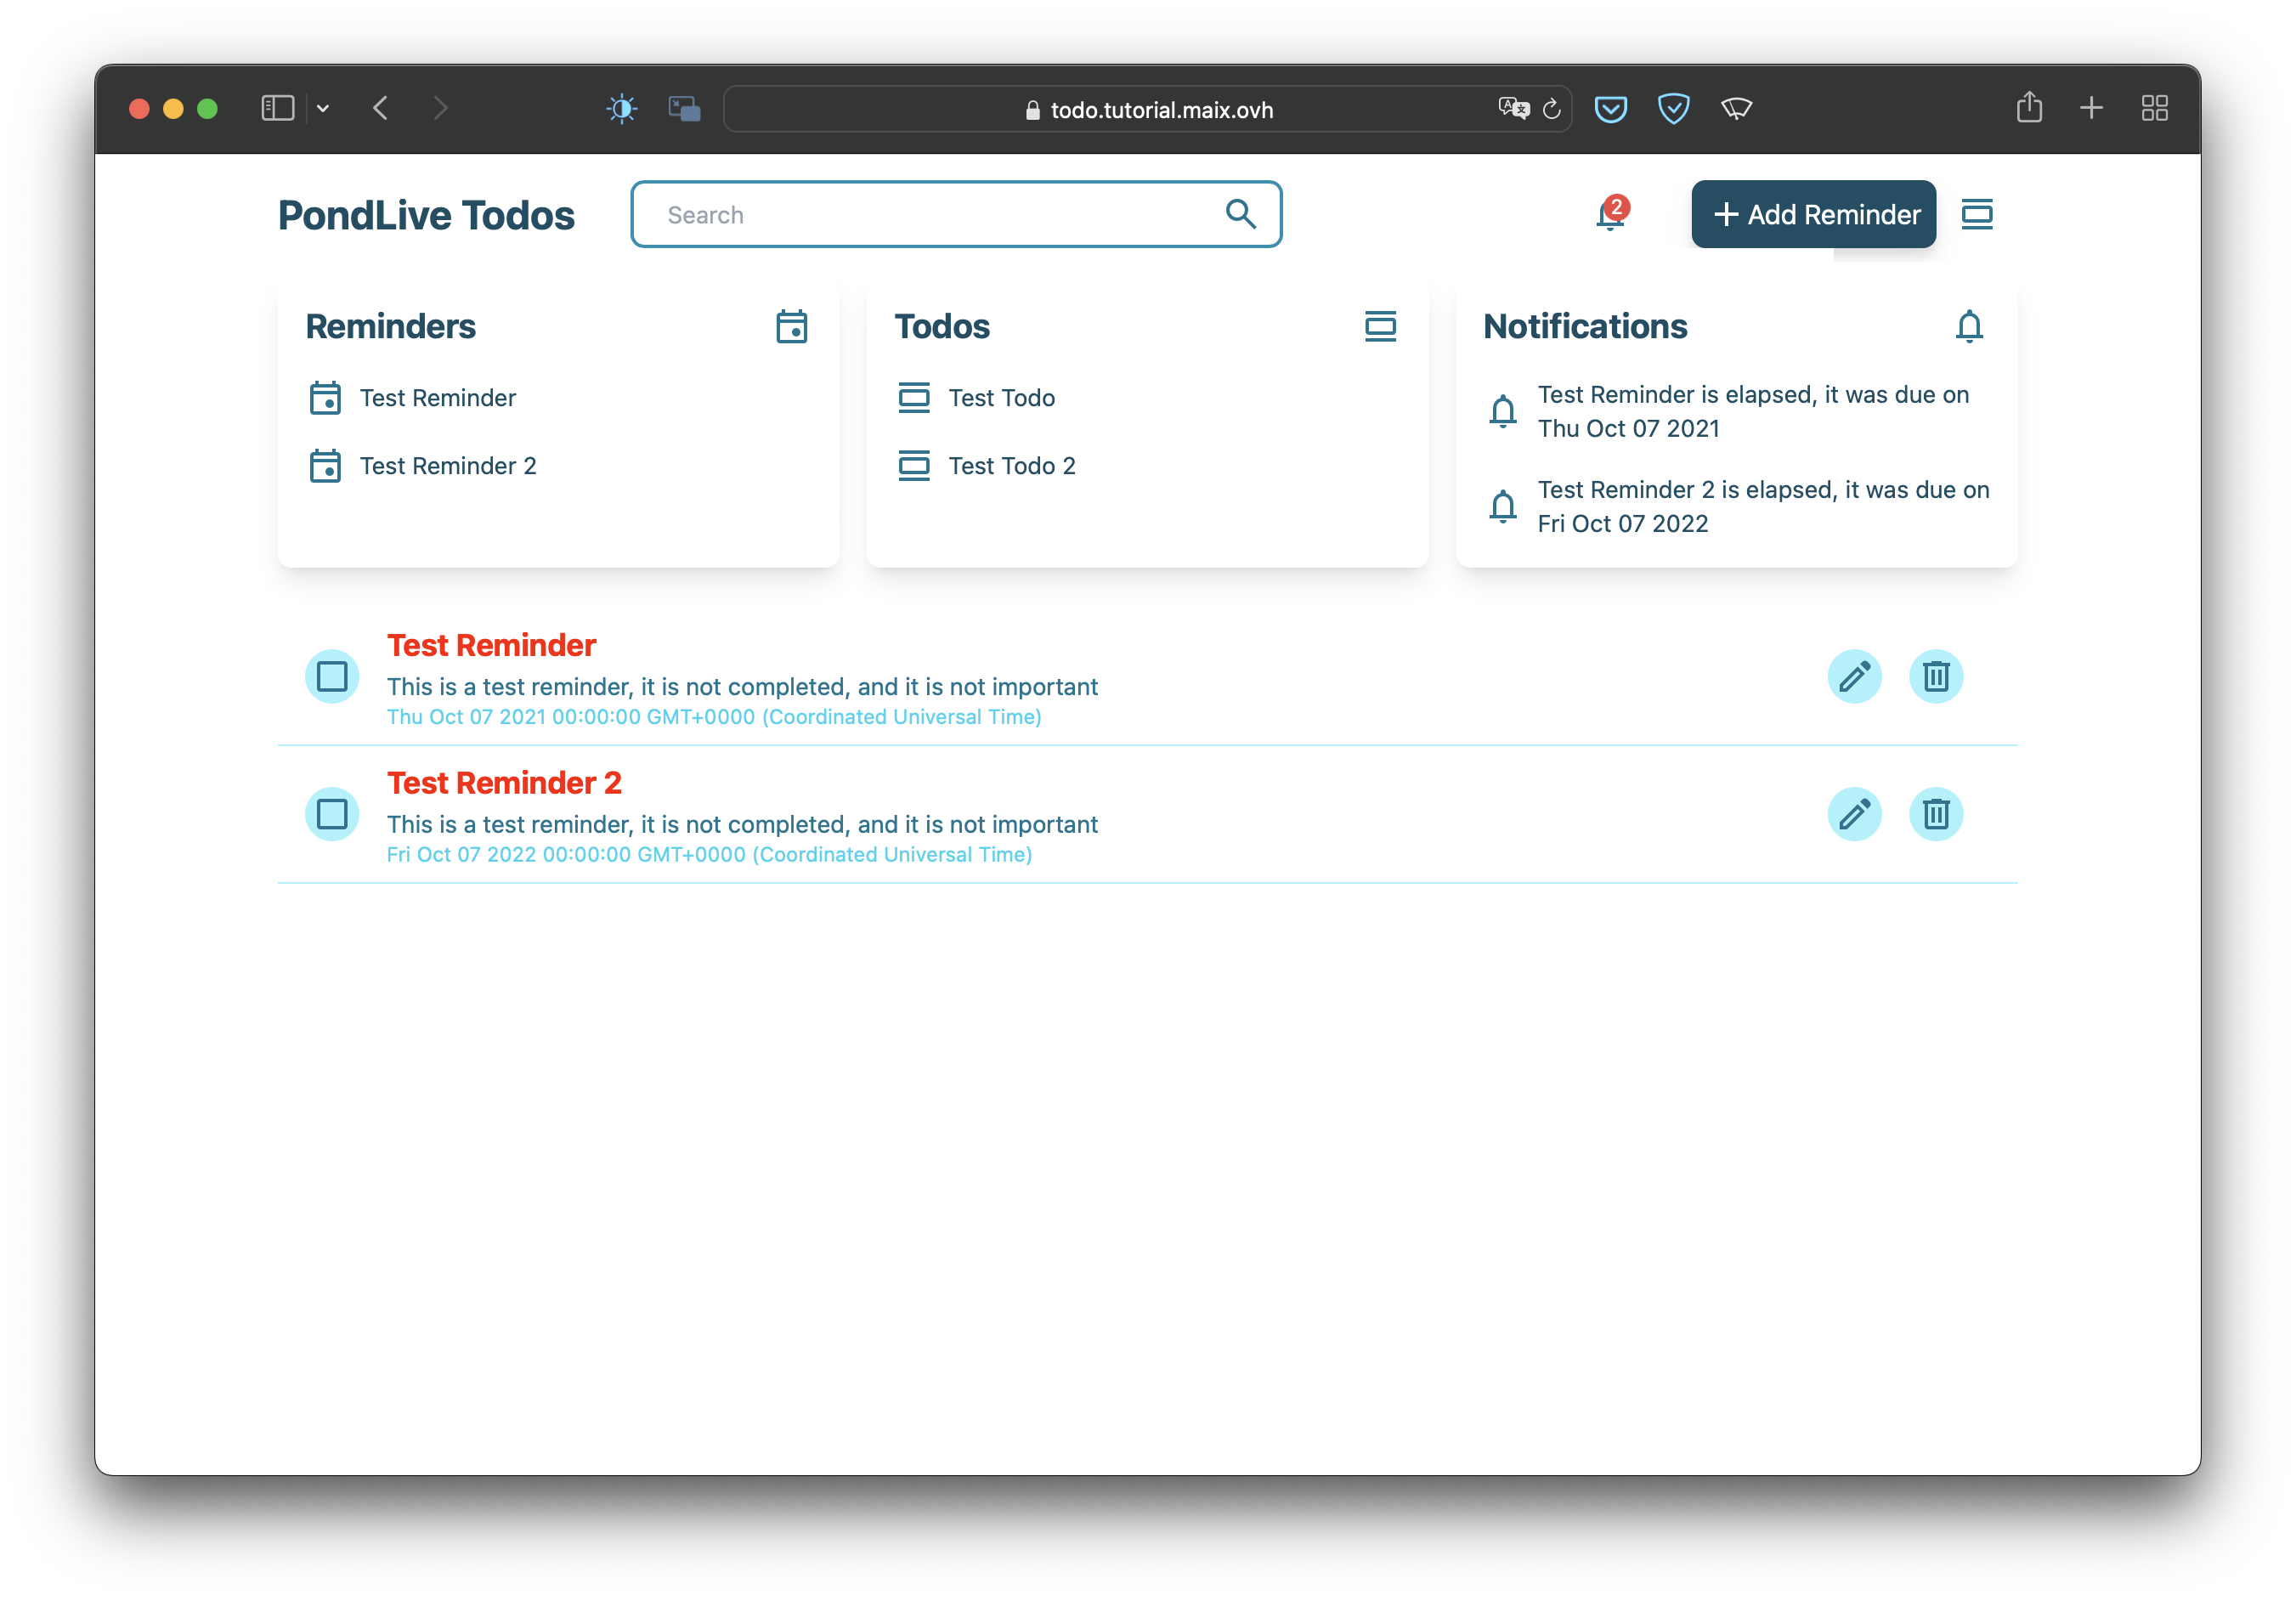 todo.tutorial.maix.ovh
PondLive Todos
Search
2
Add Reminder
Reminders
Test Reminder
Test Reminder 2
Todos
Test Todo
Test Todo 2
Notifications
Test Reminder is elapsed, it was due on
Thu Oct 07 2021
Test Reminder 2 is elapsed, it was due on
Fri Oct 07 2022
Test Reminder
This is a test reminder, it is not completed, and it is not important
Thu Oct 07 2021 00:00:00 GMT+0000 (Coordinated Universal Time)
Test Reminder 2
This is a test reminder, it is not completed, and it is not important
Fri Oct 07 2022 00:00:00 GMT+0000 (Coordinated Universal Time)